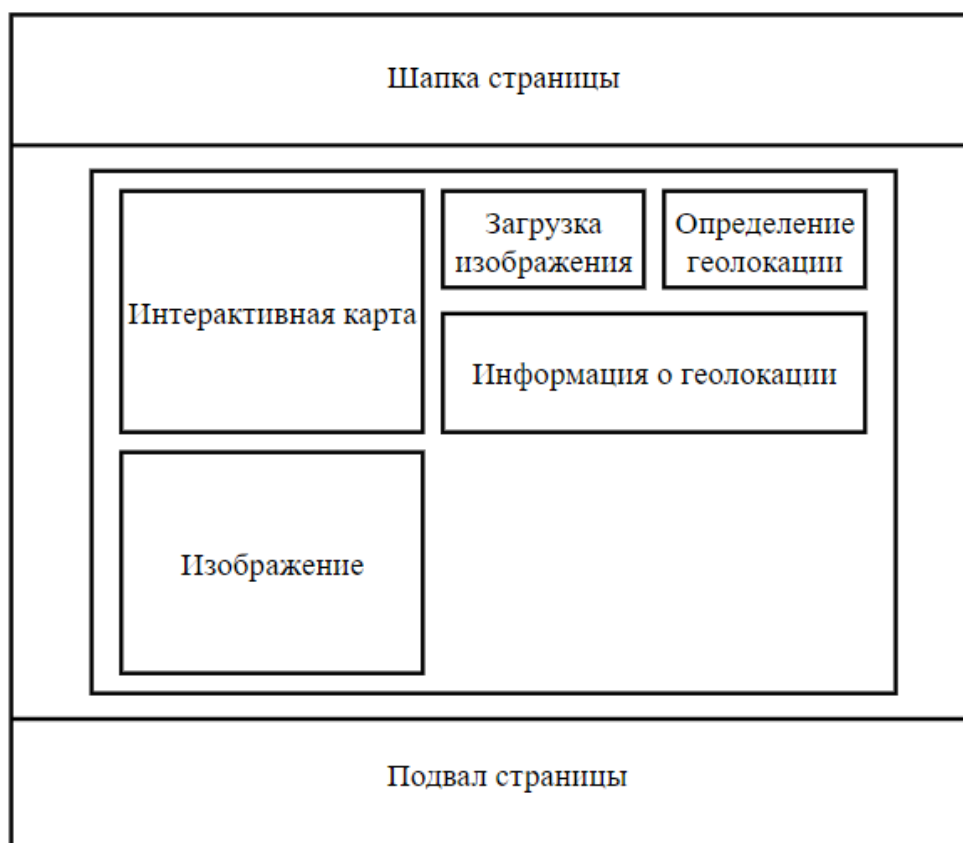 Шапка страницы
Интерактивная карта
Загрузка
изображения
Определение
геолокации
Информация о геолокации
Изображение
Подвал страницы